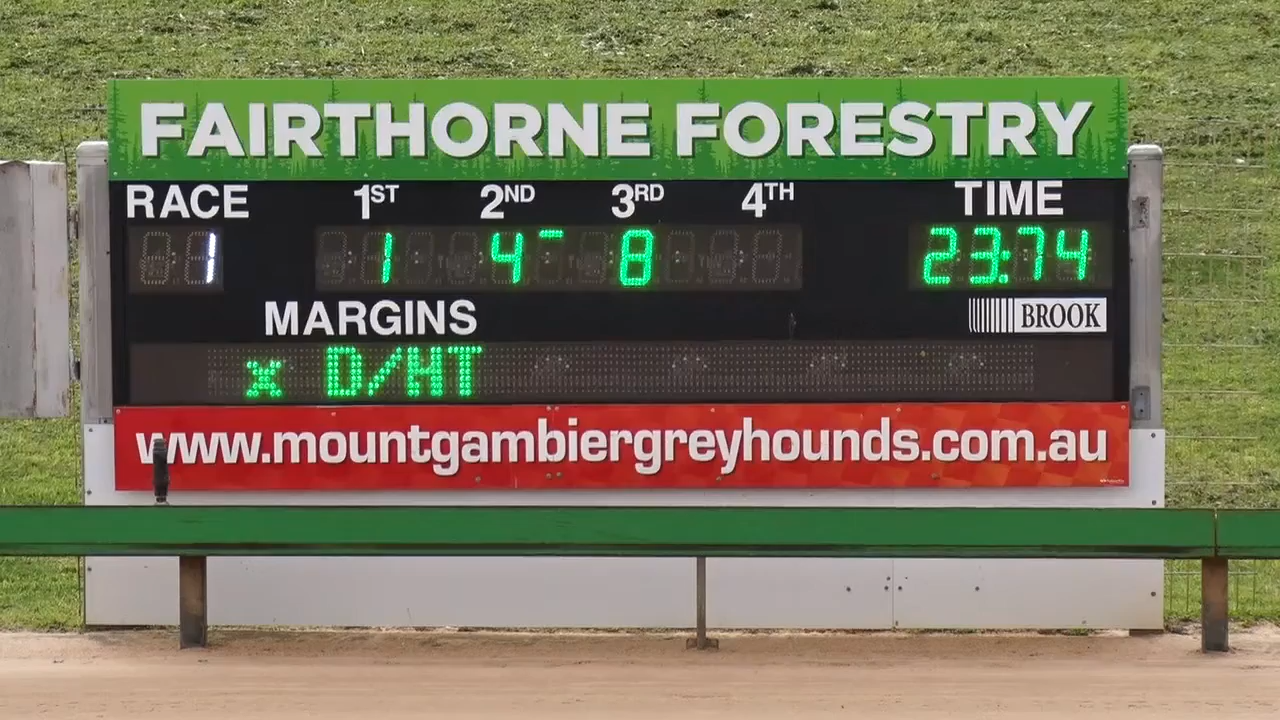 FAIRTHORNE FORESTRY
RACE 1ST 2ND 3RD 4TH TIME
1 1 4- 8 23:74
MARGINS BROOK
x D/HT
www.mountgambiergreyhounds.com.au